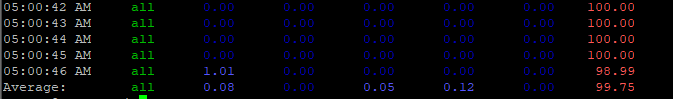 05:00:42 AM all 0.00 0.00 0.00 0.00 0.00 100.00
05:00:43 AM all 0.00 0.00 0.00 0.00 0.00 100.00
05:00:44 AM all 0.00 0.00 0.00 0.00 0.00 100.00
05:00:45 AM all 0.00 0.00 0.00 0.00 0.00 100.00
05:00:46 AM all 1.01 0.00 0.00 0.00 0.00 98.99
Average: all 0.08 0.00 0.05 0.12 0.00 99.75